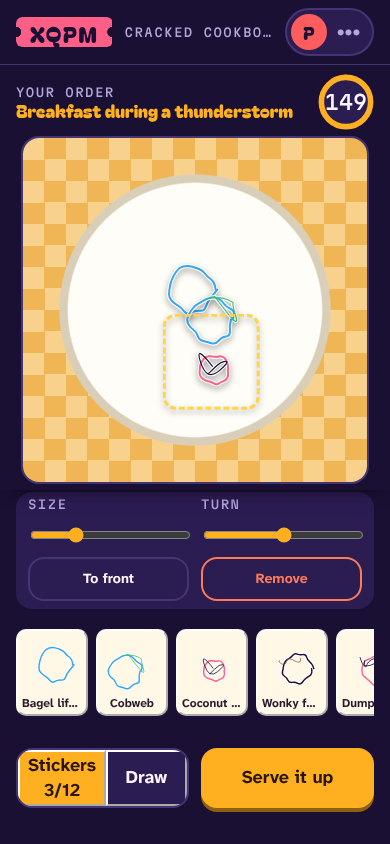 XQPM
CRACKED COOKBO…
P
YOUR ORDER
Breakfast during a thunderstorm
149
SIZE
TURN
To front
Remove
Bagel lif…
Cobweb
Coconut …
Wonky f…
Dump
Stickers
3/12
Draw
Serve it up